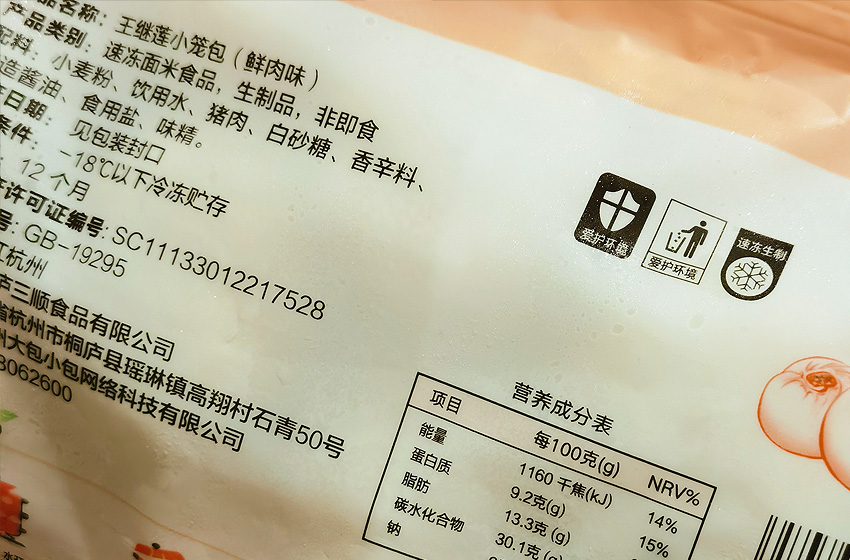 品名称：王继莲小笼包（鲜肉味）
产品类别：速冻面米食品，生制品，非即食
配料：小麦粉、饮用水、猪肉、白砂糖、香辛料、
造酱油、食用盐、味精。
日期：见包装封口
条件：-18℃以下冷冻贮存
：12 个月
许可证编号：SC11133012217528
号：GB-19295
江杭州
庐三顺食品有限公司
省杭州市桐庐县瑶琳镇高翔村石青50号
州大包小包网络科技有限公司
3062600
爱护环境
爱护环境
速冻生制
营养成分表
项目 每100克(g) NRV%
能量 1160 千焦(kJ) 14%
蛋白质 9.2克(g) 15%
脂肪 13.3克(g)
碳水化合物 30.1克(g)
钠